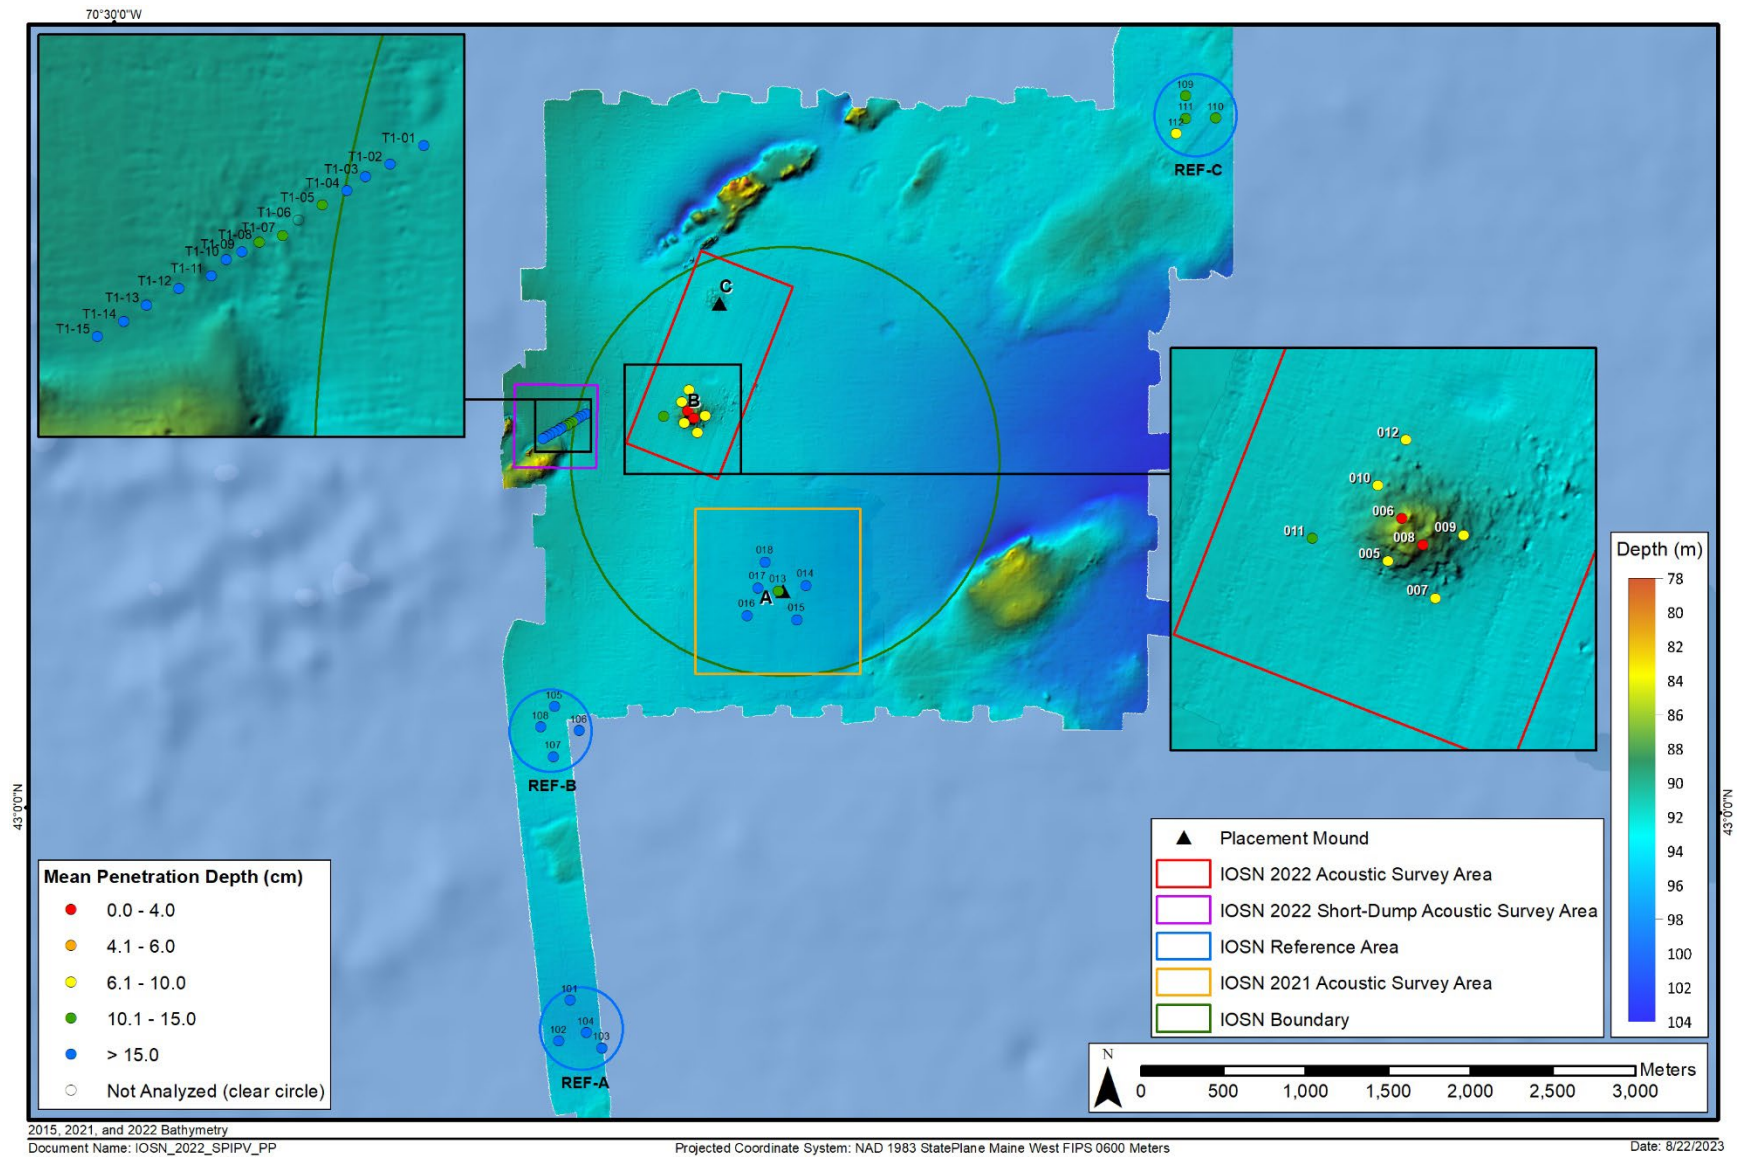 70°30'0"W
T1-01
T1-02
T1-03
T1-04
T1-05
T1-06
T1-07
T1-08
T1-09
T1-10
T1-11
T1-12
T1-13
T1-14
T1-15
109
111
110
112
REF-C
C
B
012
010
006
009
011
008
005
007
018
017
013
014
A
016
015
105
108
106
107
REF-B
43°0'0"N
43°0'0"N
101
104
102
103
REF-A
Depth (m)
78
80
82
84
86
88
90
92
94
96
98
100
102
104
Mean Penetration Depth (cm)
0.0 - 4.0
4.1 - 6.0
6.1 - 10.0
10.1 - 15.0
> 15.0
Not Analyzed (clear circle)
Placement Mound
IOSN 2022 Acoustic Survey Area
IOSN 2022 Short-Dump Acoustic Survey Area
IOSN Reference Area
IOSN 2021 Acoustic Survey Area
IOSN Boundary
N
Meters
0 500 1,000 1,500 2,000 2,500 3,000
2015, 2021, and 2022 Bathymetry
Document Name: IOSN_2022_SPIPV_PP Projected Coordinate System: NAD 1983 StatePlane Maine West FIPS 0600 Meters Date: 8/22/2023